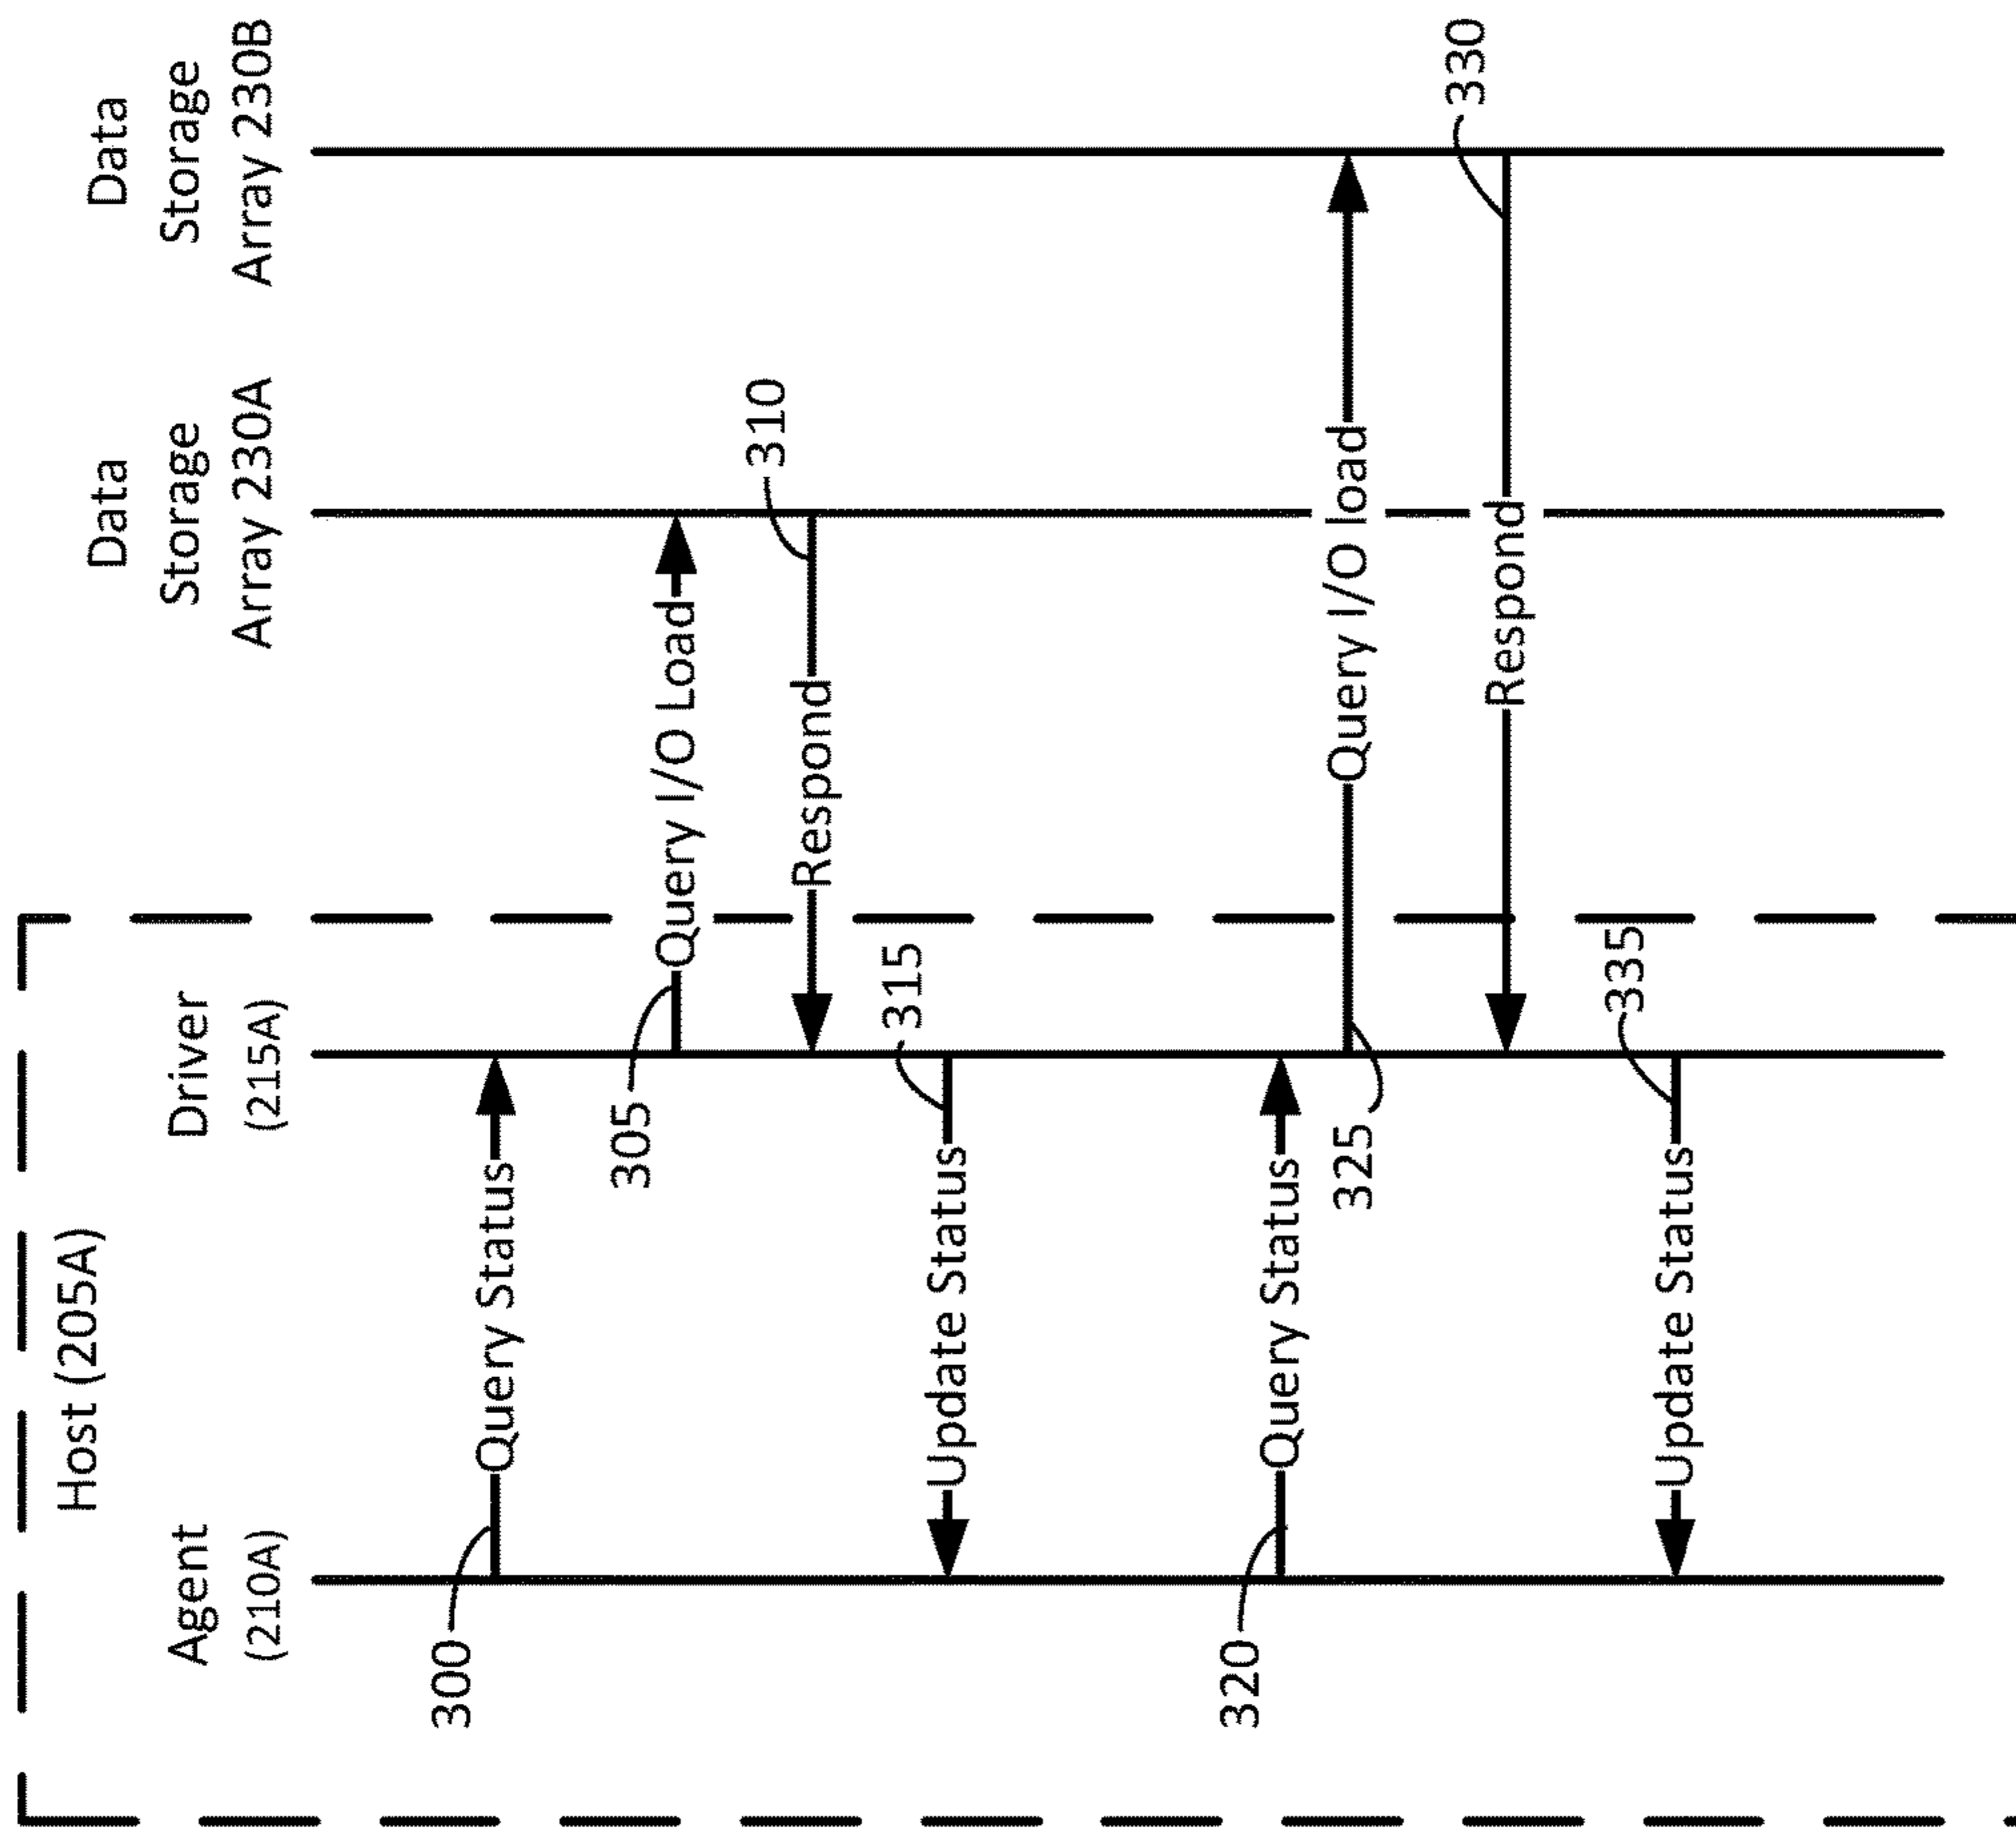 Host (205A)
Agent
(210A)
Driver
(215A)
Data
Storage
Array 230A
Data
Storage
Array 230B
300
Query Status
305
Query I/O Load
310
Respond
315
Update Status
320
Query Status
325
Query I/O load
330
Respond
335
Update Status